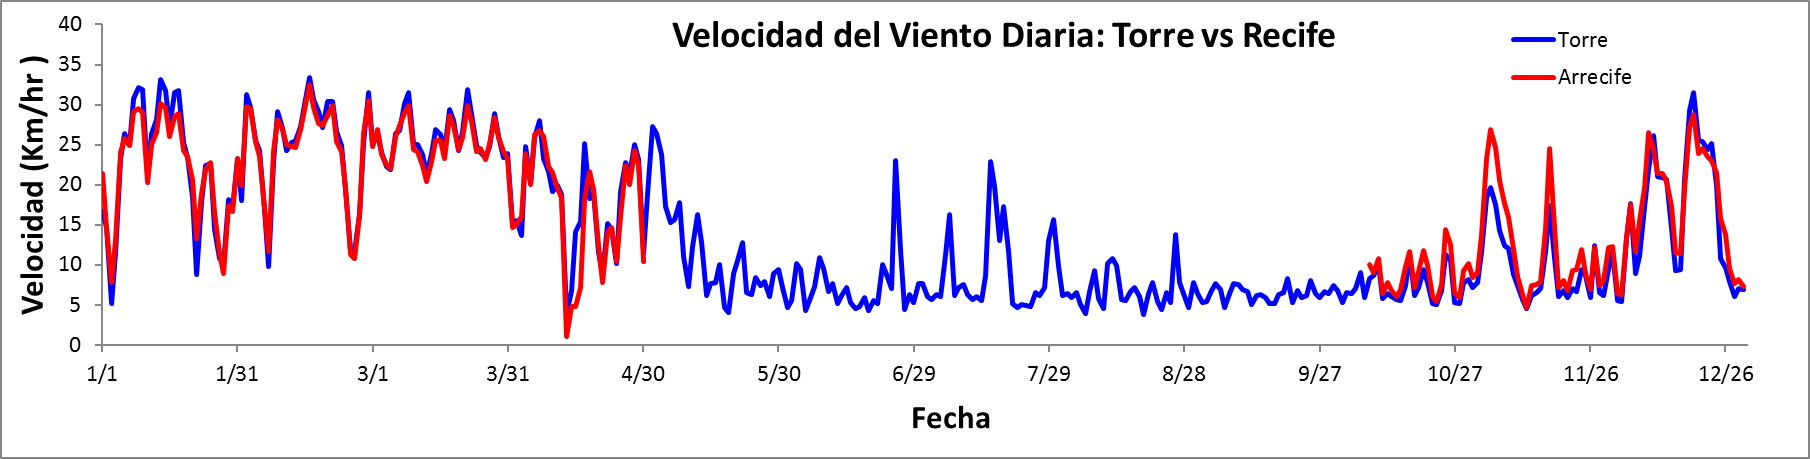 Velocidad del Viento Diaria: Torre vs Recife
Torre
Arrecife
Velocidad (Km/hr )
40
35
30
25
20
15
10
5
0
1/1 1/31 3/1 3/31 4/30 5/30 6/29 7/29 8/28 9/27 10/27 11/26 12/26
Fecha